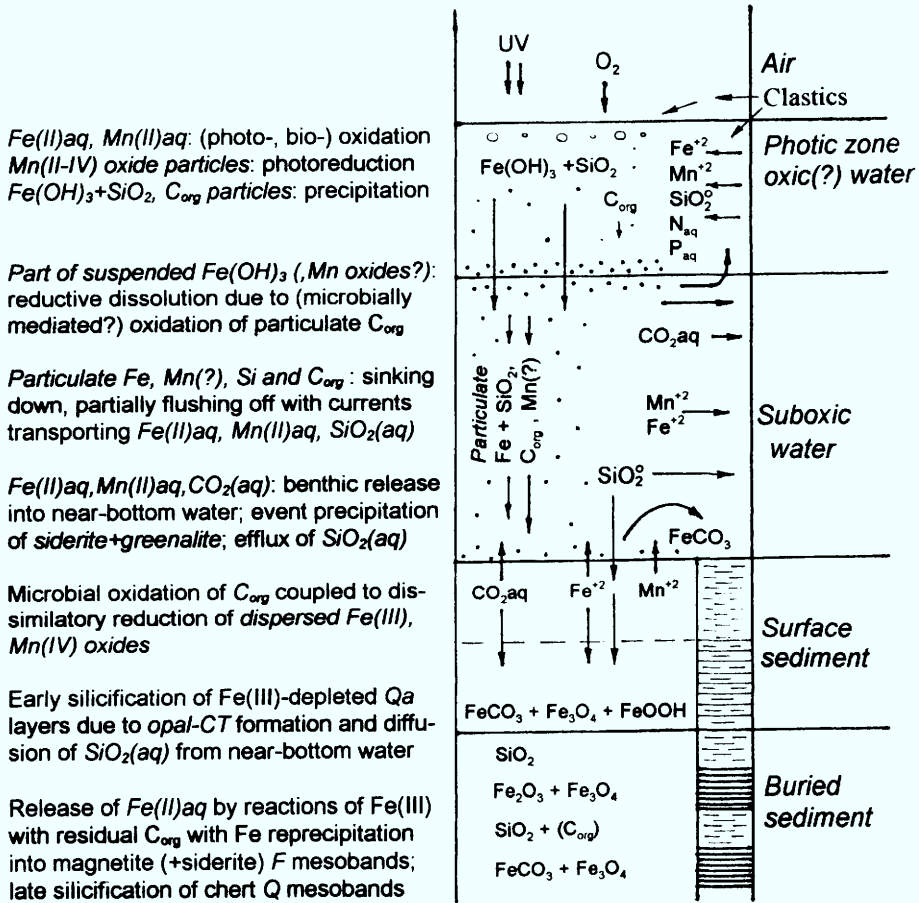 UV
O₂
Air
Clastics
Fe(II)aq, Mn(II)aq: (photo-, bio-) oxidation
Mn(II-IV) oxide particles: photoreduction
Fe(OH)₃+SiO₂, Corg particles: precipitation
Fe(OH)₃ +SiO₂
Corg
Fe⁺²
Mn⁺²
SiO₂º
Naq
Paq
Photic zone
oxic(?) water
Part of suspended Fe(OH)₃ (,Mn oxides?):
reductive dissolution due to (microbially
mediated?) oxidation of particulate Corg
CO₂aq
Particulate Fe, Mn(?), Si and Corg : sinking
down, partially flushing off with currents
transporting Fe(II)aq, Mn(II)aq, SiO₂(aq)
Particulate
Fe + SiO₂,
Corg , Mn(?)
Mn⁺²
Fe⁺²
SiO₂º
Suboxic
water
Fe(II)aq,Mn(II)aq,CO₂(aq): benthic release
into near-bottom water; event precipitation
of siderite+greenalite; efflux of SiO₂(aq)
FeCO₃
Microbial oxidation of Corg coupled to dis-
similatory reduction of dispersed Fe(III),
Mn(IV) oxides
CO₂aq
Fe⁺²
Mn⁺²
Surface
sediment
Early silicification of Fe(III)-depleted Qa
layers due to opal-CT formation and diffu-
sion of SiO₂(aq) from near-bottom water
FeCO₃ + Fe₃O₄ + FeOOH
Release of Fe(II)aq by reactions of Fe(III)
with residual Corg with Fe reprecipitation
into magnetite (+siderite) F mesobands;
late silicification of chert Q mesobands
SiO₂
Fe₂O₃ + Fe₃O₄
SiO₂ + (Corg)
FeCO₃ + Fe₃O₄
Buried
sediment